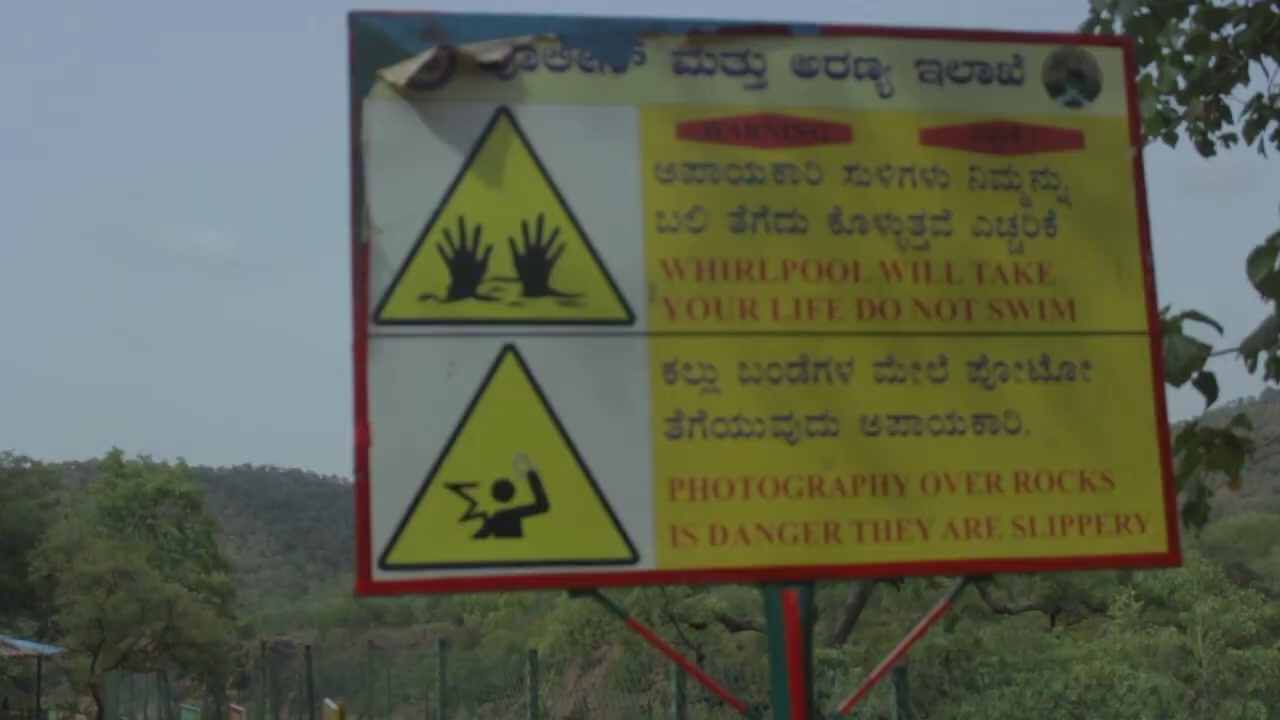 ಪೊಲೀಸ್ ಮತ್ತು ಅರಣ್ಯ ಇಲಾಖೆ
WARNING
ಅಪಾಯಕಾರಿ ಸುಳಿಗಳು ನಿಮ್ಮನ್ನು
ಬಲಿ ತೆಗೆದು ಕೊಳ್ಳುತ್ತವೆ ಎಚ್ಚರಿಕೆ
WHIRLPOOL WILL TAKE
YOUR LIFE DO NOT SWIM
ಕಲ್ಲು ಬಂಡೆಗಳ ಮೇಲೆ ಪೋಟೋ
ತೆಗೆಯುವುದು ಅಪಾಯಕಾರಿ.
PHOTOGRAPHY OVER ROCKS
IS DANGER THEY ARE SLIPPERY